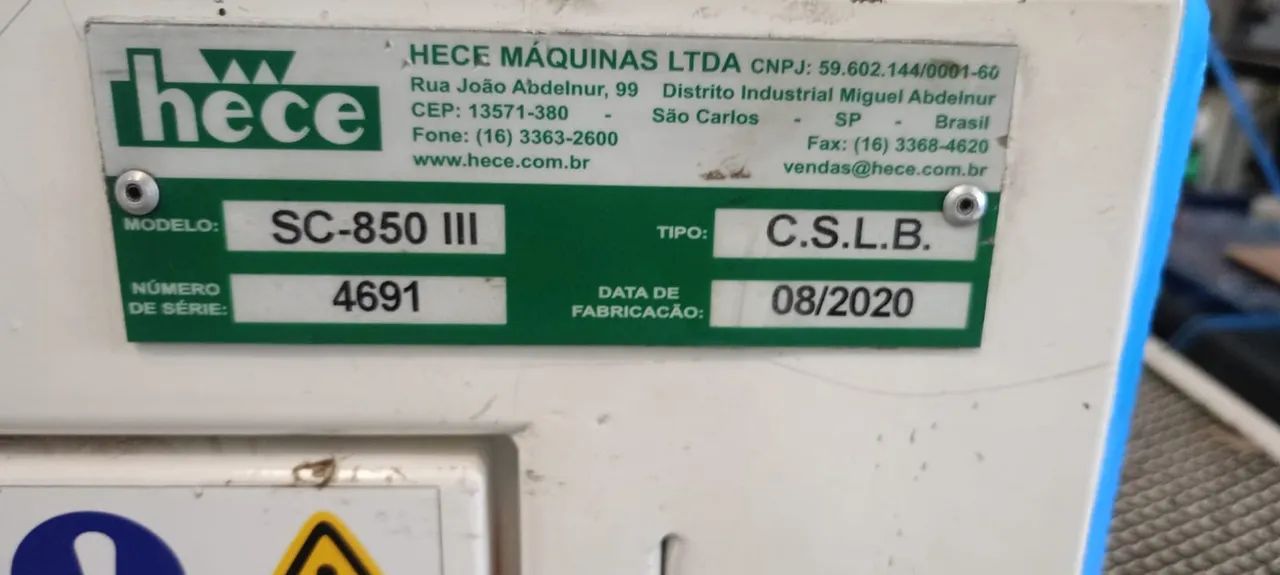 hece
HECE MÁQUINAS LTDA CNPJ: 59.602.144/0001-60
Rua João Abdelnur, 99 Distrito Industrial Miguel Abdelnur
CEP: 13571-380 - São Carlos - SP - Brasil
Fone: (16) 3363-2600 Fax: (16) 3368-4620
www.hece.com.br vendas@hece.com.br
MODELO: SC-850 III TIPO: C.S.L.B.
NÚMERO
DE SÉRIE: 4691
DATA DE
FABRICACÃO: 08/2020